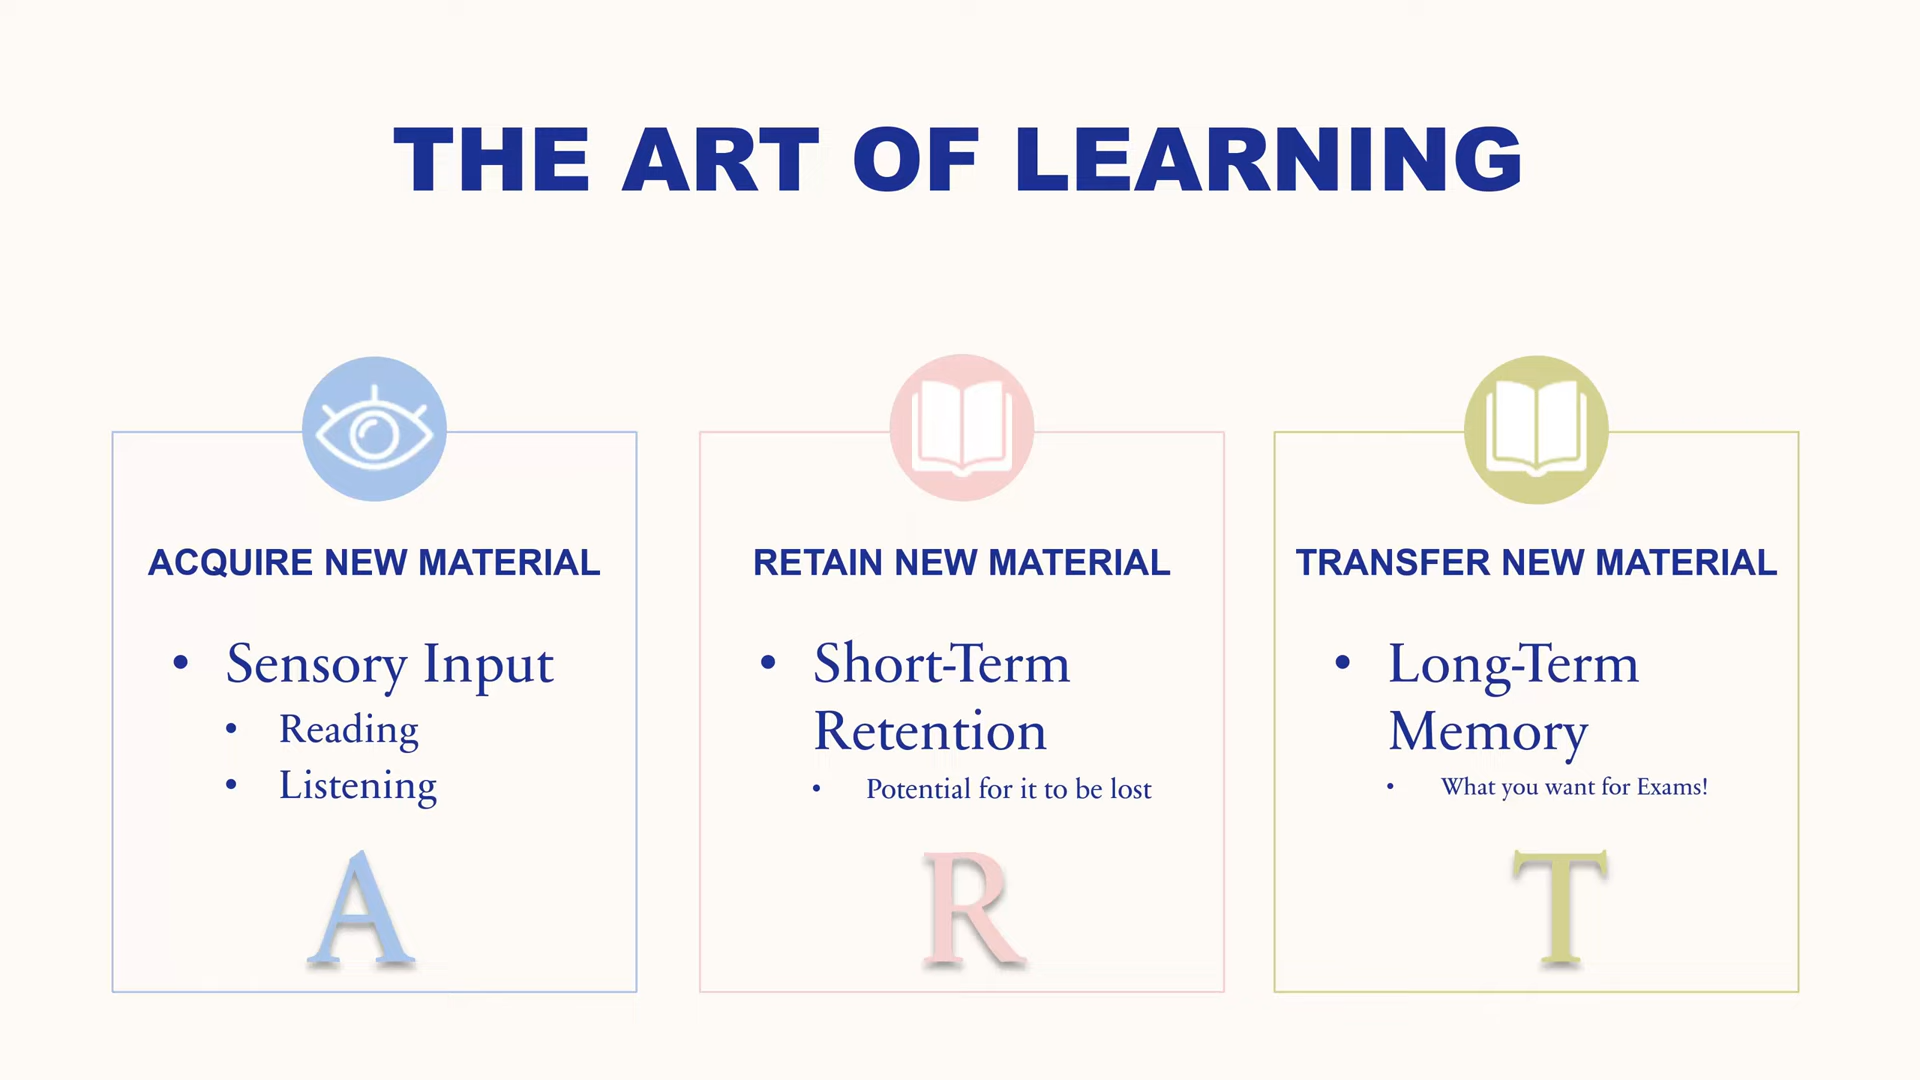 THE ART OF LEARNING
ACQUIRE NEW MATERIAL
• Sensory Input
• Reading
• Listening
A
RETAIN NEW MATERIAL
• Short-Term
Retention
• Potential for it to be lost
R
TRANSFER NEW MATERIAL
• Long-Term
Memory
• What you want for Exams!
T